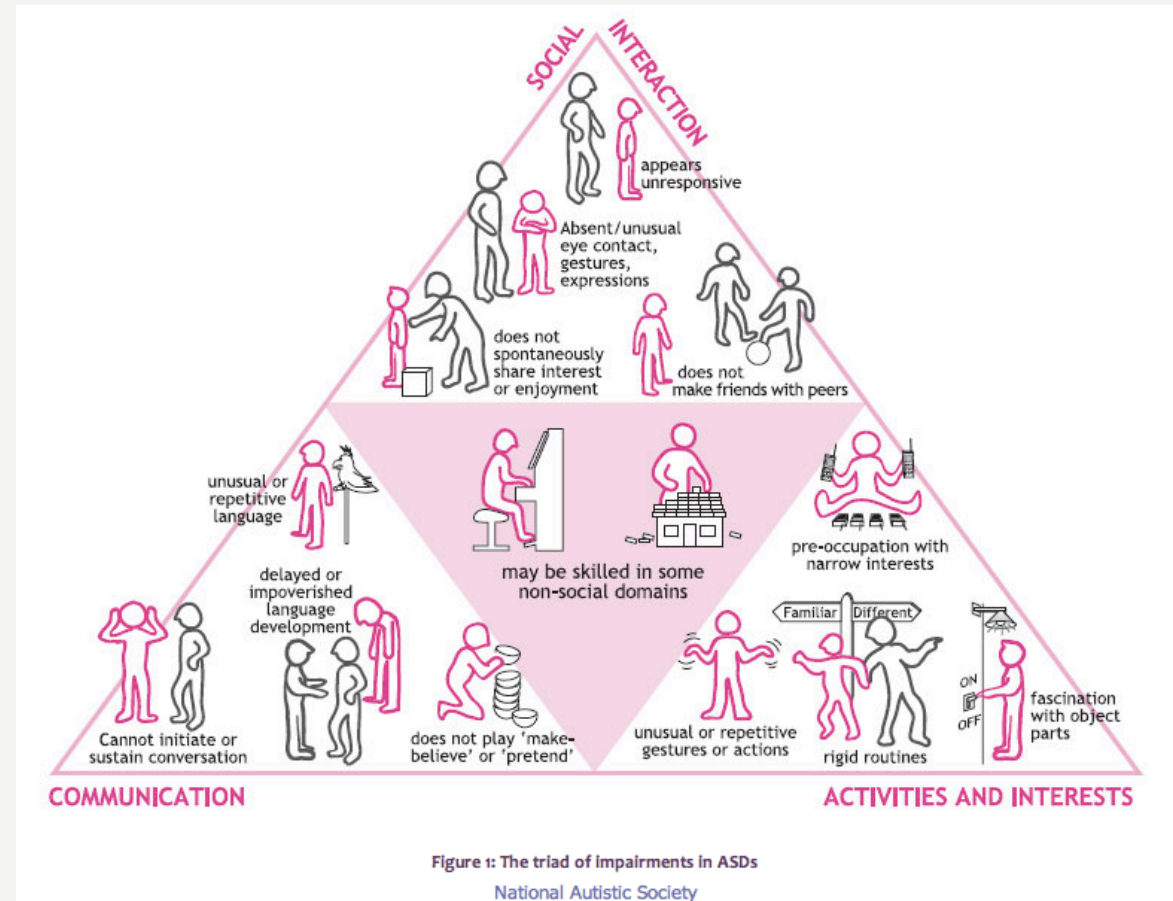 SOCIAL
INTERACTION
appears
unresponsive
Absent/unusual
eye contact,
gestures,
expressions
does not
spontaneously
share interest
or enjoyment
does not
make friends with peers
unusual or
repetitive
language
delayed or
impoverished
language
development
Cannot initiate or
sustain conversation
does not play ‘make-
believe’ or ‘pretend’
may be skilled in some
non-social domains
pre-occupation with
narrow interests
Familiar
Different
unusual or repetitive
gestures or actions
rigid routines
ON
OFF
fascination
with object
parts
COMMUNICATION
ACTIVITIES AND INTERESTS
Figure 1: The triad of impairments in ASDs
National Autistic Society